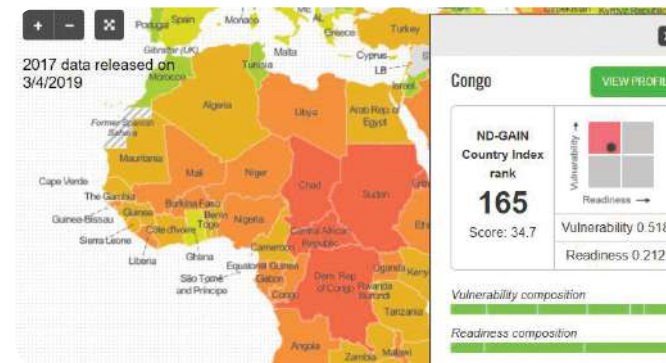 +
−
2017 data released on
3/4/2019
Portugal
Spain
Monaco
ME
AL
Greece
Turkey
Gibraltar (UK)
Malta
Cyprus
LB
Israel
Tunisia
Morocco
Algeria
Libya
Arab Rep of
Egypt
Former Spanish
Sahara
Mauritania
Mali
Niger
Chad
Sudan
Cape Verde
The Gambia
Guinea-Bissau
Guinea
Sierra Leone
Liberia
Burkina Faso
Côte d'Ivoire
Ghana
Benin
Togo
Nigeria
Cameroon
Central African
Republic
Equatorial Guinea
São Tomé
and Principe
Gabon
Congo
Dem. Rep
of Congo
Uganda
Kenya
Rwanda
Burundi
Tanzania
Angola
Zambia
Malawi
Congo
VIEW PROFIL
ND-GAIN
Country Index
rank
165
Score: 34.7
Vulnerability →
Readiness →
Vulnerability 0.518
Readiness 0.212
Vulnerability composition
Readiness composition